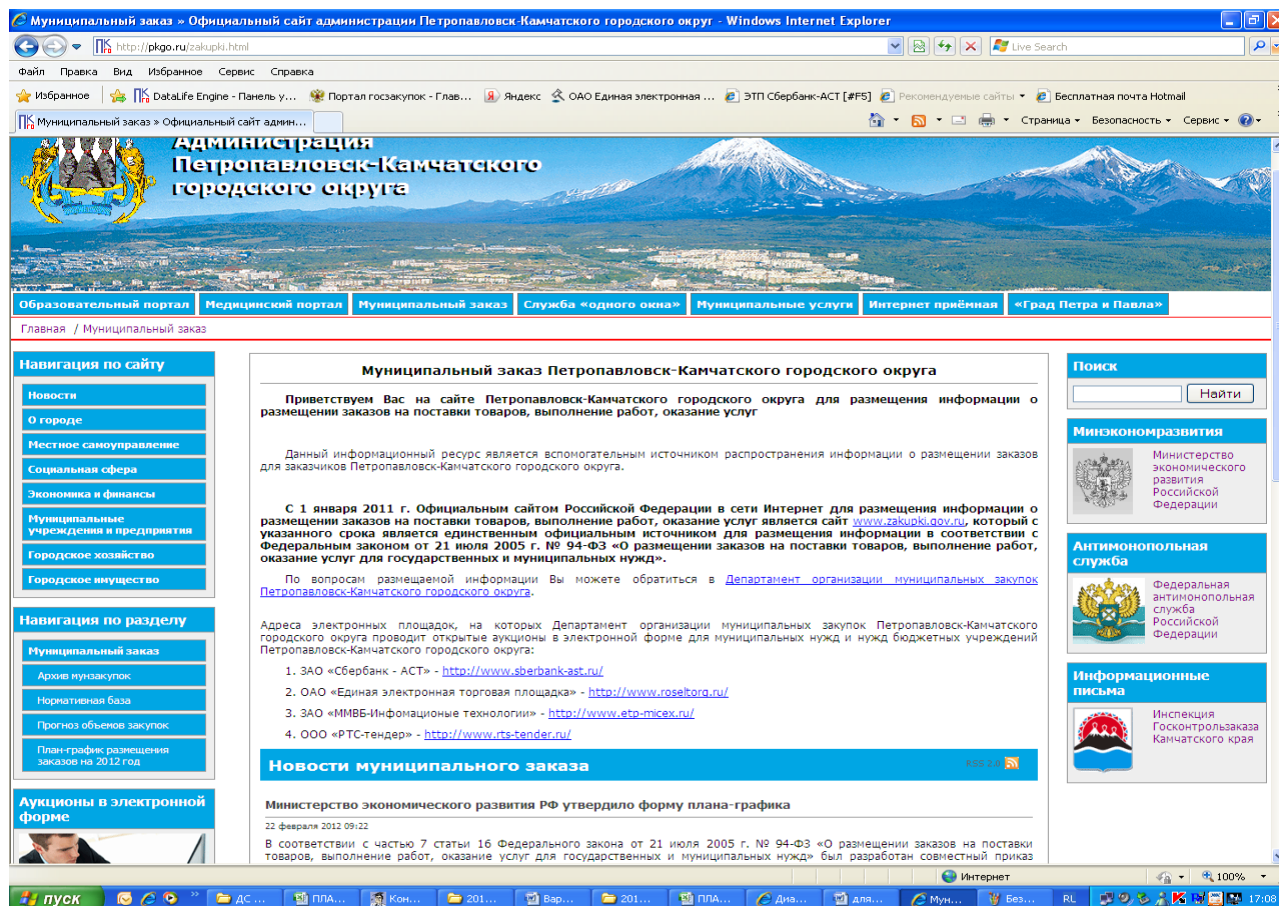 Муниципальный заказ » Официальный сайт администрации Петропавловск-Камчатского городского округ - Windows Internet Explorer
http://pkgo.ru/zakupki.html
Live Search
Файл Правка Вид Избранное Сервис Справка
Избранное
DataLife Engine - Панель у...
Портал госзакупок - Глав...
Яндекс
ОАО Единая электронная ...
ЭТП Сбербанк-АСТ [#F5]
Рекомендуемые сайты
Бесплатная почта Hotmail
Муниципальный заказ » Официальный сайт админ...
Страница
Безопасность
Сервис
Администрация
Петропавловск-Камчатского
городского округа
Образовательный портал
Медицинский портал
Муниципальный заказ
Служба «одного окна»
Муниципальные услуги
Интернет приёмная
«Град Петра и Павла»
Главная / Муниципальный заказ
Навигация по сайту
Новости
О городе
Местное самоуправление
Социальная сфера
Экономика и финансы
Муниципальные
учреждения и предприятия
Городское хозяйство
Городское имущество
Навигация по разделу
Муниципальный заказ
Архив мунзакупок
Нормативная база
Прогноз объемов закупок
План-график размещения
заказов на 2012 год
Аукционы в электронной
форме
Муниципальный заказ Петропавловск-Камчатского городского округа
Приветствуем Вас на сайте Петропавловск-Камчатского городского округа для размещения информации о
размещении заказов на поставки товаров, выполнение работ, оказание услуг
Данный информационный ресурс является вспомогательным источником распространения информации о размещении заказов
для заказчиков Петропавловск-Камчатского городского округа.
С 1 января 2011 г. Официальным сайтом Российской Федерации в сети Интернет для размещения информации о
размещении заказов на поставки товаров, выполнение работ, оказание услуг является сайт www.zakupki.gov.ru, который с
указанного срока является единственным официальным источником для размещения информации в соответствии с
Федеральным законом от 21 июля 2005 г. № 94-ФЗ «О размещении заказов на поставки товаров, выполнение работ,
оказание услуг для государственных и муниципальных нужд».
По вопросам размещаемой информации Вы можете обратиться в Департамент организации муниципальных закупок
Петропавловск-Камчатского городского округа.
Адреса электронных площадок, на которых Департамент организации муниципальных закупок Петропавловск-Камчатского
городского округа проводит открытые аукционы в электронной форме для муниципальных нужд и нужд бюджетных учреждений
Петропавловск-Камчатского городского округа:
1. ЗАО «Сбербанк - АСТ» - http://www.sberbank-ast.ru/
2. ОАО «Единая электронная торговая площадка» - http://www.roseltorg.ru/
3. ЗАО «ММВБ-Инфомационые технологии» - http://www.etp-micex.ru/
4. ООО «РТС-тендер» - http://www.rts-tender.ru/
Новости муниципального заказа
RSS 2.0
Министерство экономического развития РФ утвердило форму плана-графика
22 февраля 2012 09:22
В соответствии с частью 7 статьи 16 Федерального закона от 21 июля 2005 г. № 94-ФЗ «О размещении заказов на поставки
товаров, выполнение работ, оказание услуг для государственных и муниципальных нужд» был разработан совместный приказ
Поиск
Найти
Минэкономразвития
Министерство
экономического
развития
Российской
Федерации
Антимонопольная
служба
Федеральная
антимонопольная
служба
Российской
Федерации
Информационные
письма
Инспекция
Госконтрользаказа
Камчатского края
Интернет
100%
пуск
ДС ...
ПЛА...
Кон...
201...
Вар...
201...
ПЛА...
Диа...
для...
Мун...
Без...
RL
17:08